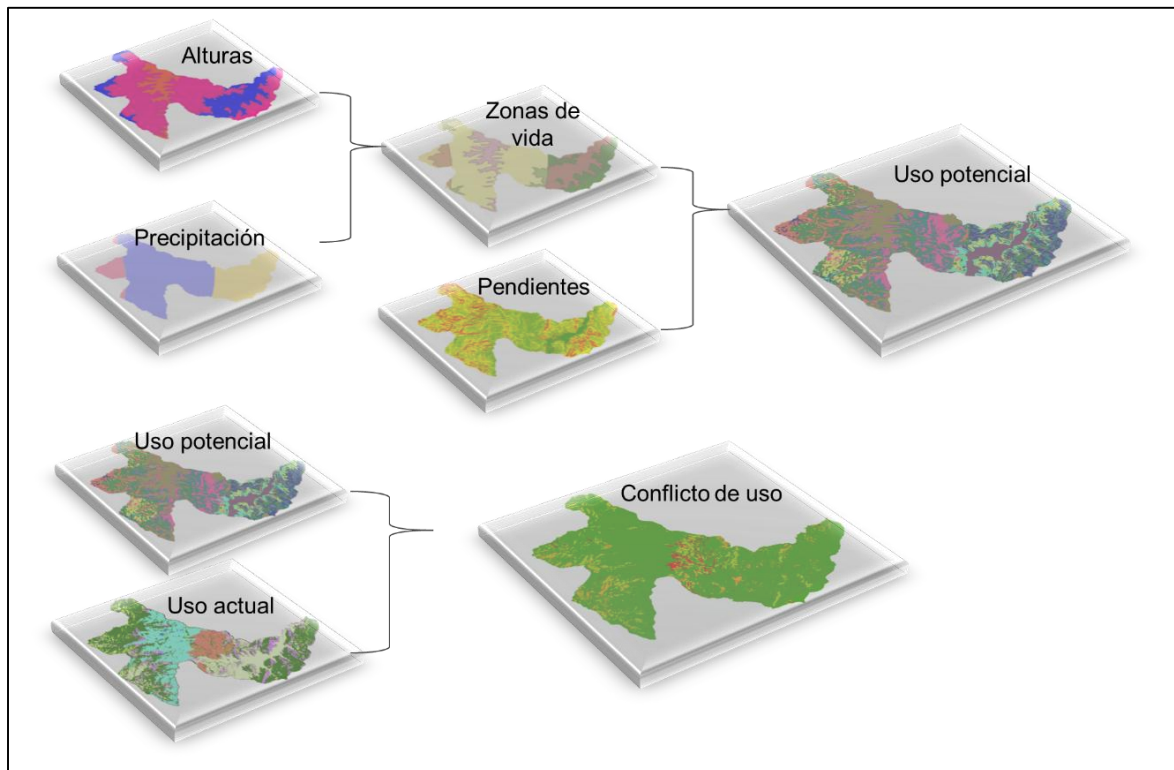 Alturas
Zonas de
vida
Uso potencial
Precipitación
Pendientes
Uso potencial
Conflicto de uso
Uso actual